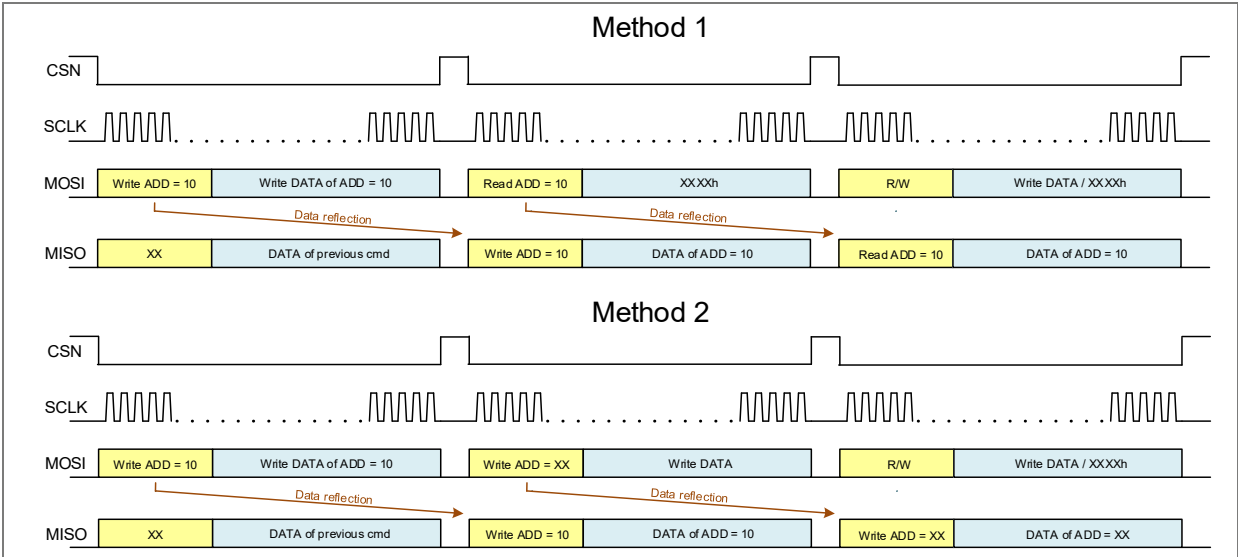 Method 1
CSN
SCLK
MOSI Write ADD = 10 Write DATA of ADD = 10 Read ADD = 10 XXXXh R/W Write DATA / XXXXh
Data reflection Data reflection
MISO XX DATA of previous cmd Write ADD = 10 DATA of ADD = 10 Read ADD = 10 DATA of ADD = 10
Method 2
CSN
SCLK
MOSI Write ADD = 10 Write DATA of ADD = 10 Write ADD = XX Write DATA R/W Write DATA / XXXXh
Data reflection Data reflection
MISO XX DATA of previous cmd Write ADD = 10 DATA of ADD = 10 Write ADD = XX DATA of ADD = XX